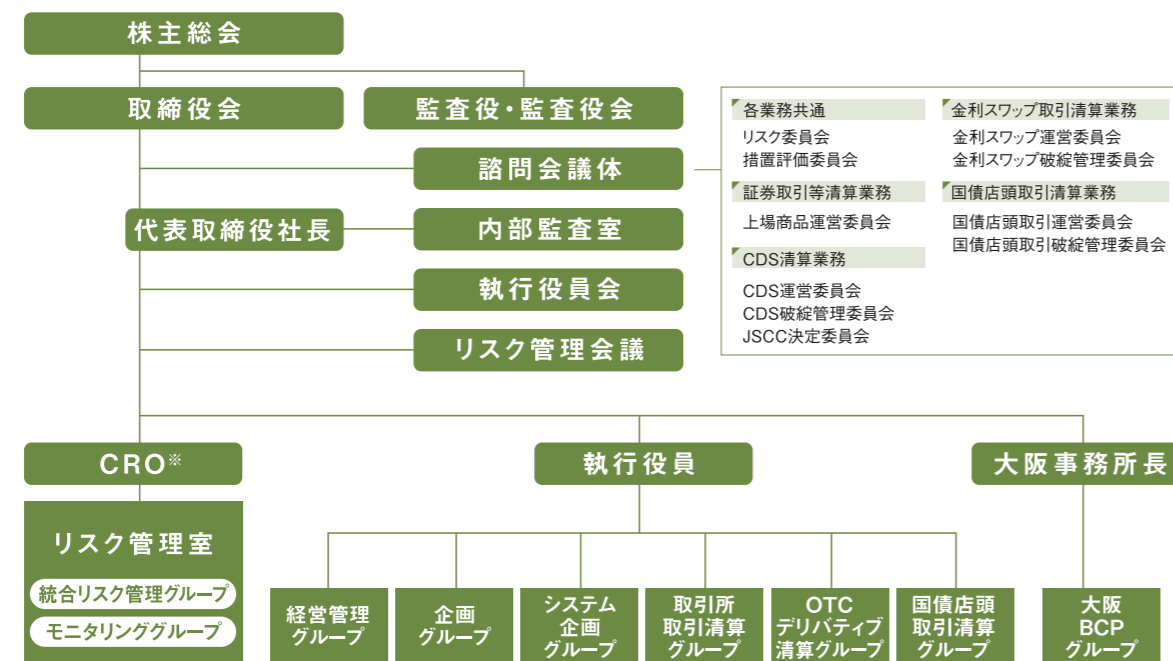 株主総会
取締役会
監査役・監査役会
諮問会議体
代表取締役社長
内部監査室
執行役員会
リスク管理会議
各業務共通
リスク委員会
措置評価委員会
証券取引等清算業務
上場商品運営委員会
CDS清算業務
CDS運営委員会
CDS破綻管理委員会
JSCC決定委員会
金利スワップ取引清算業務
金利スワップ運営委員会
金利スワップ破綻管理委員会
国債店頭取引清算業務
国債店頭取引運営委員会
国債店頭取引破綻管理委員会
CRO※
執行役員
大阪事務所長
リスク管理室
統合リスク管理グループ
モニタリンググループ
経営管理
グループ
企画
グループ
システム
企画
グループ
取引所
取引清算
グループ
OTC
デリバティブ
清算グループ
国債店頭
取引清算
グループ
大阪
BCP
グループ